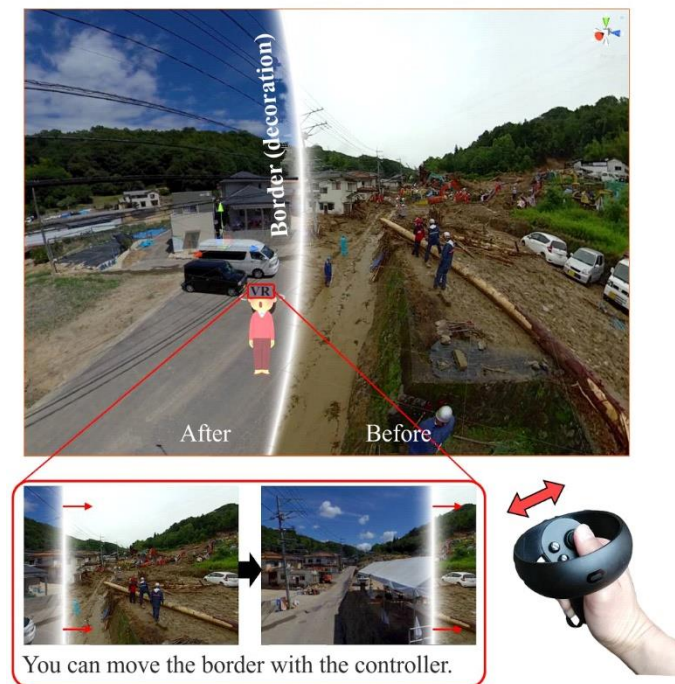 Border (decoration)
VR
After
Before
You can move the border with the controller.